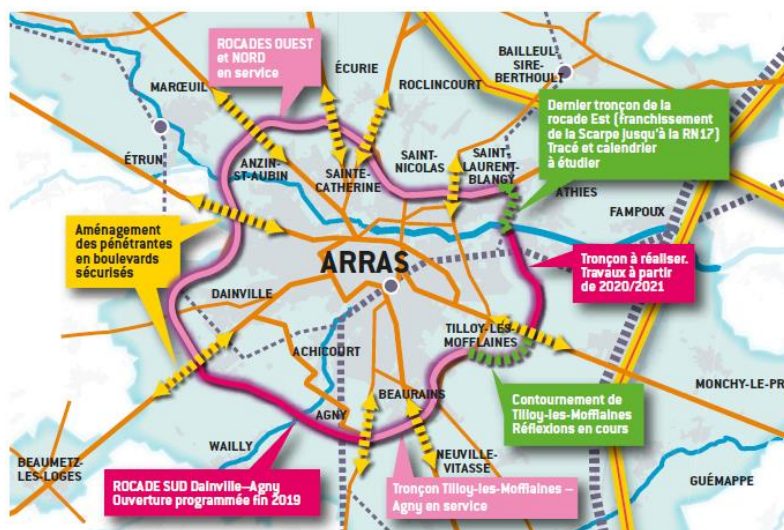 ROCADES OUEST
et NORD
en service
ÉCURIE
BAILLEUL-
SIRE-
BERTHOULT
MARŒUIL
ROCLINCOURT
Dernier tronçon de la
rocade Est (franchissement
de la Scarpe jusqu'à la RN17)
Tracé et calendrier
à étudier
ÉTRUN
ANZIN-
ST-AUBIN
SAINTE-
CATHERINE
SAINT-
NICOLAS
SAINT-
LAURENT-
BLANGY
ATHIES
FAMPOUX
Aménagement
des pénétrantes
en boulevards
sécurisés
ARRAS
Tronçon à réaliser.
Travaux à partir
de 2020/2021
DAINVILLE
TILLOY-LES-
MOFFLAINES
ACHICOURT
MONCHY-LE-PR
BEAURAINS
Contournement de
Tilloy-les-Mofflaines
Réflexions en cours
AGNY
WAILLY
NEUVILLE-
VITASSE
BEAUMETZ-
LES-LOGES
ROCADE SUD Dainville–Agny
Ouverture programmée fin 2019
Tronçon Tilloy-les-Mofflaines –
Agny en service
GUÉMAPPE